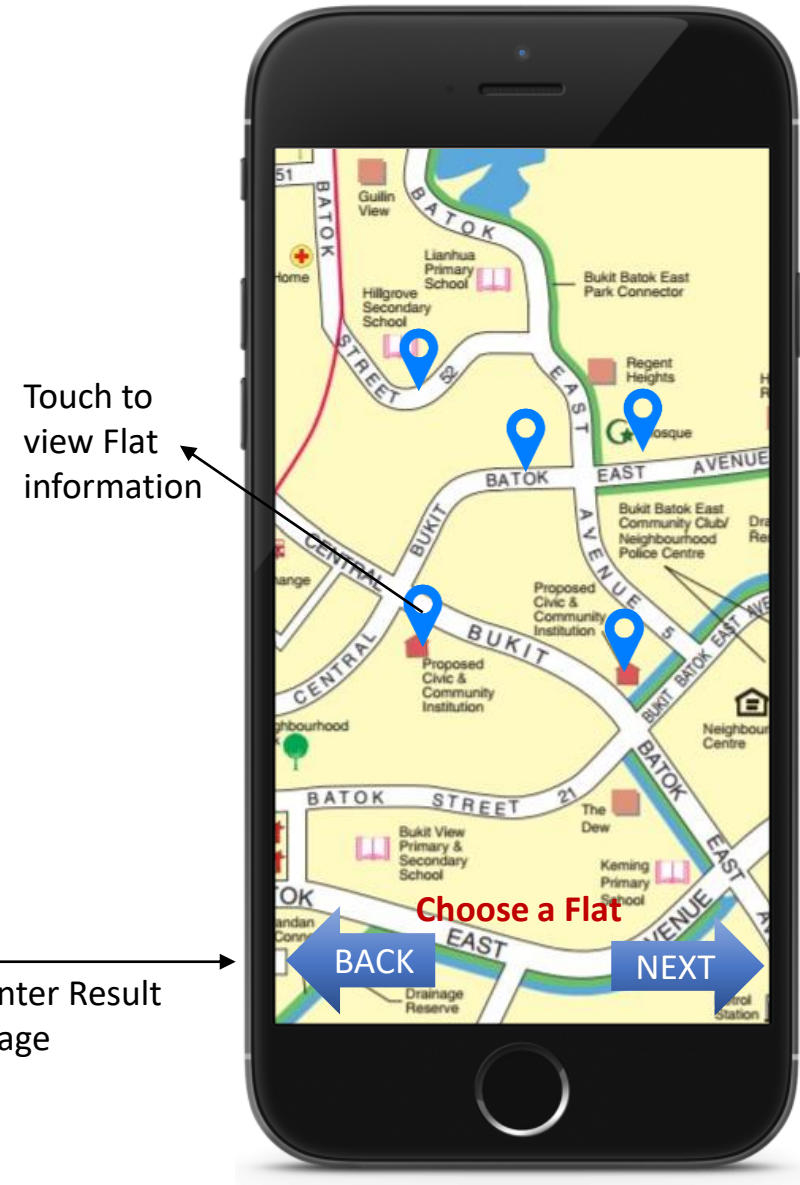 51
BATOK
Guilin
View
BATOK
Home
Lianhua
Primary
School
Bukit Batok East
Park Connector
Hillgrove
Secondary
School
STREET 52
EAST
Regent
Heights
Touch to
view Flat
information
BATOK
EAST
AVENUE
BUKIT
AVENUE 5
Bukit Batok East
Community Club/
Neighbourhood
Police Centre
CENTRAL
Proposed
Civic &
Community
Institution
BUKIT
BUKIT BATOK EAST AVE
CENTRAL
Proposed
Civic &
Community
Institution
Neighbour
Centre
BATOK
BATOK STREET 21
The
Dew
EAST
Bukit View
Primary &
Secondary
School
Keming
Primary
School
Choose a Flat
OK
EAST
AVENUE
BACK
NEXT
nter Result
age
Drainage
Reserve
Station